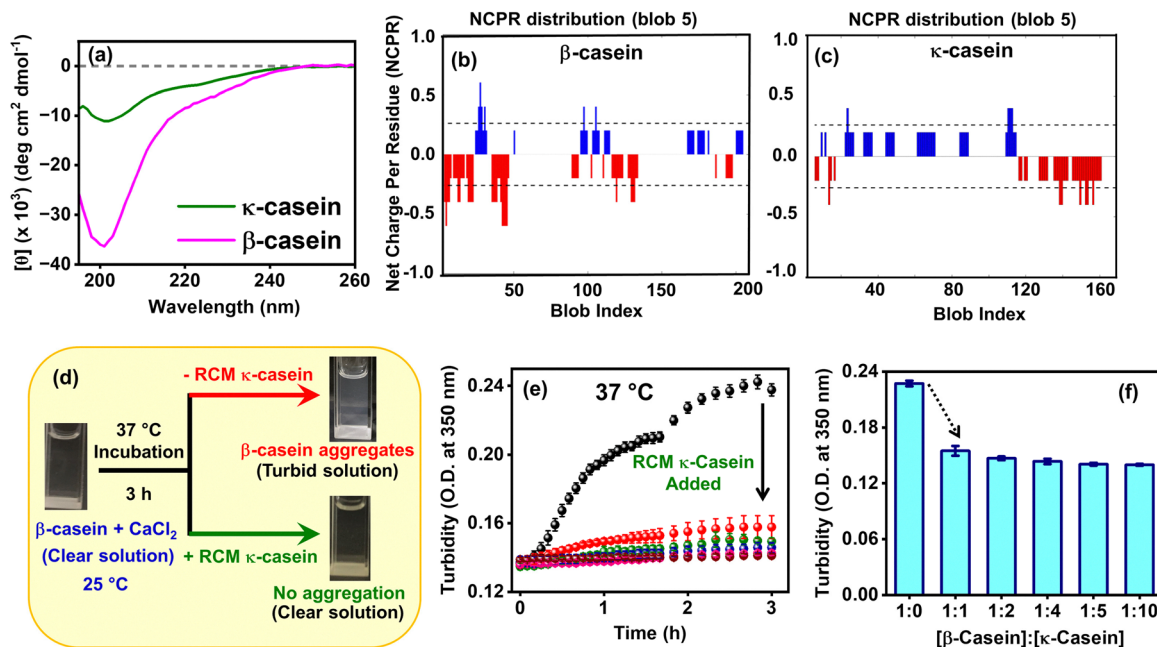 (a)
0
-10
-20
-30
-40
[θ] (x 10³) (deg cm² dmol⁻¹)
κ-casein
β-casein
200
220
240
260
Wavelength (nm)
NCPR distribution (blob 5)
(b)
β-casein
1.0
0.5
0.0
-0.5
-1.0
Net Charge Per Residue (NCPR)
50
100
150
200
Blob Index
NCPR distribution (blob 5)
(c)
κ-casein
1.0
0.5
0.0
-0.5
-1.0
40
80
120
160
Blob Index
(d)
- RCM κ-casein
37 °C
Incubation
3 h
β-casein aggregates
(Turbid solution)
β-casein + CaCl₂
(Clear solution)
25 °C
+ RCM κ-casein
No aggregation
(Clear solution)
(e)
37 °C
0.24
0.20
0.16
0.12
Turbidity (O.D. at 350 nm)
RCM κ-Casein
Added
0
1
2
3
Time (h)
(f)
0.24
0.18
0.12
0.06
0.00
Turbidity (O.D. at 350 nm)
1:0
1:1
1:2
1:4
1:5
1:10
[β-Casein]:[κ-Casein]